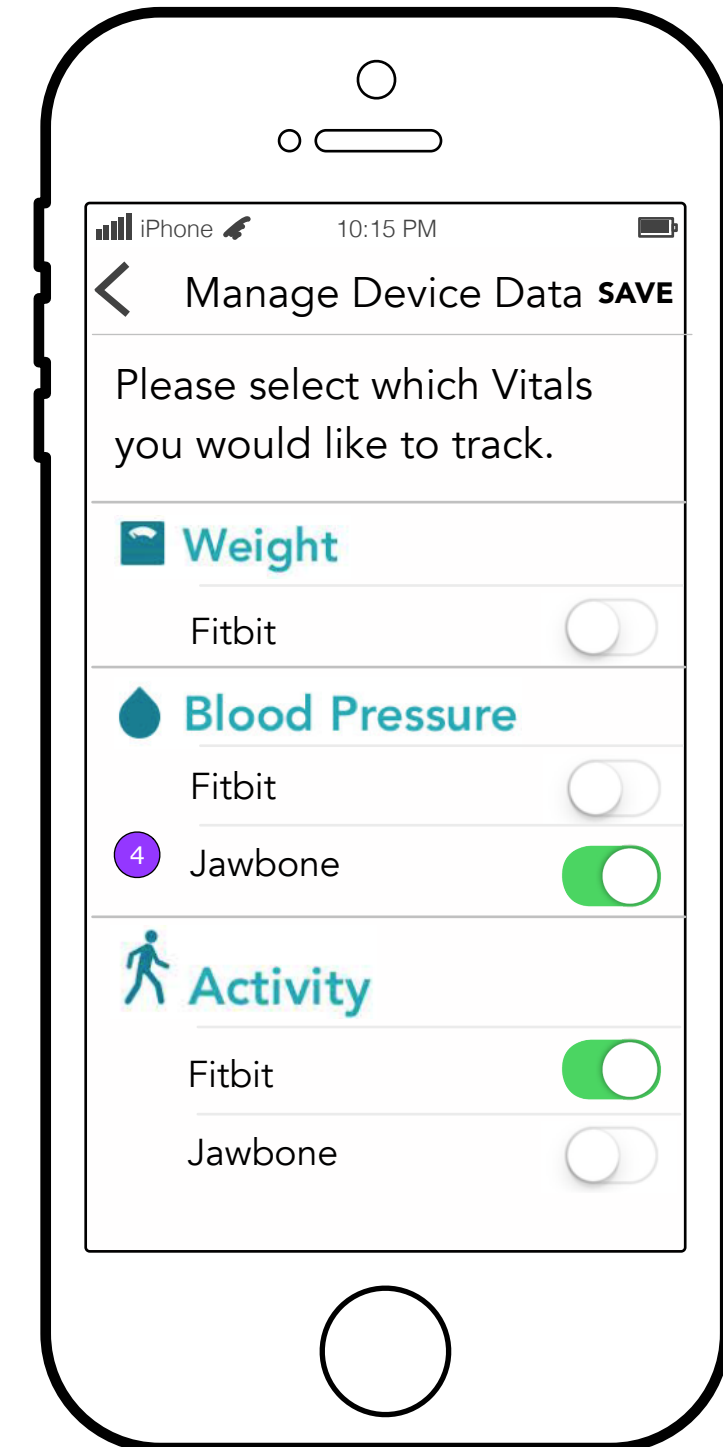 iPhone 10:15 PM
Manage Device Data SAVE
Please select which Vitals
you would like to track.
Weight
Fitbit
Blood Pressure
Fitbit
4 Jawbone
Activity
Fitbit
Jawbone